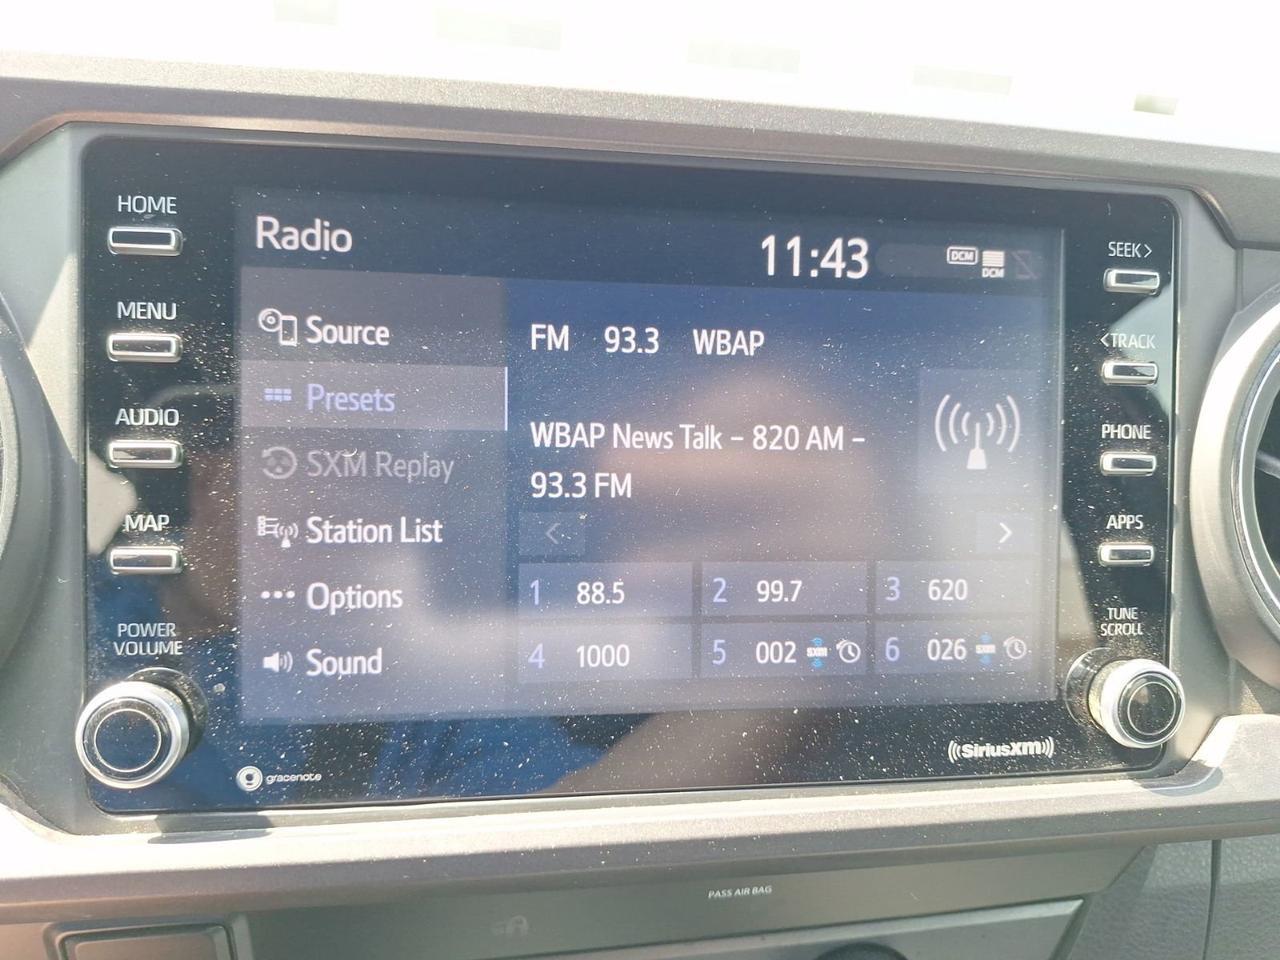 HOME
MENU
AUDIO
MAP
POWER
VOLUME
Radio
11:43
DCM
DCM
Source
Presets
SXM Replay
Station List
Options
Sound
FM 93.3 WBAP
WBAP News Talk - 820 AM -
93.3 FM
<
>
1 88.5
2 99.7
3 620
4 1000
5 002 SXM
6 026 SXM
SEEK>
<TRACK
PHONE
APPS
TUNE
SCROLL
gracenote
((SiriusXM))
PASS AIR BAG